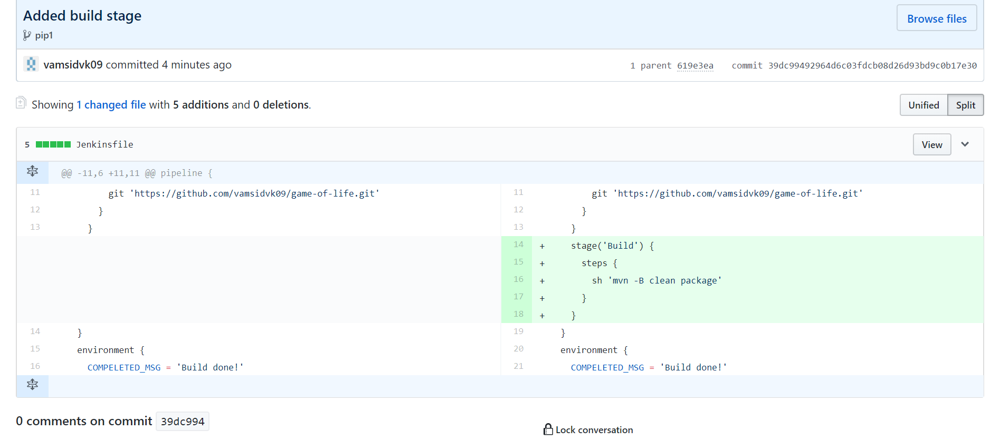 Added build stage
Browse files
pip1
vamsidvk09 committed 4 minutes ago
1 parent 619e3ea commit 39dc99492964d6c03fdcb08d26d93bd9c0b17e30
Showing 1 changed file with 5 additions and 0 deletions.
Unified Split
5 Jenkinsfile
View
@@ -11,6 +11,11 @@ pipeline {
11 git 'https://github.com/vamsidvk09/game-of-life.git' 11 git 'https://github.com/vamsidvk09/game-of-life.git'
12 } 12 }
13 } 13 }
14 + stage('Build') {
15 + steps {
16 + sh 'mvn -B clean package'
17 + }
18 + }
14 } 19 }
15 environment { 20 environment {
16 COMPELETED_MSG = 'Build done!' 21 COMPELETED_MSG = 'Build done!'
0 comments on commit 39dc994
Lock conversation